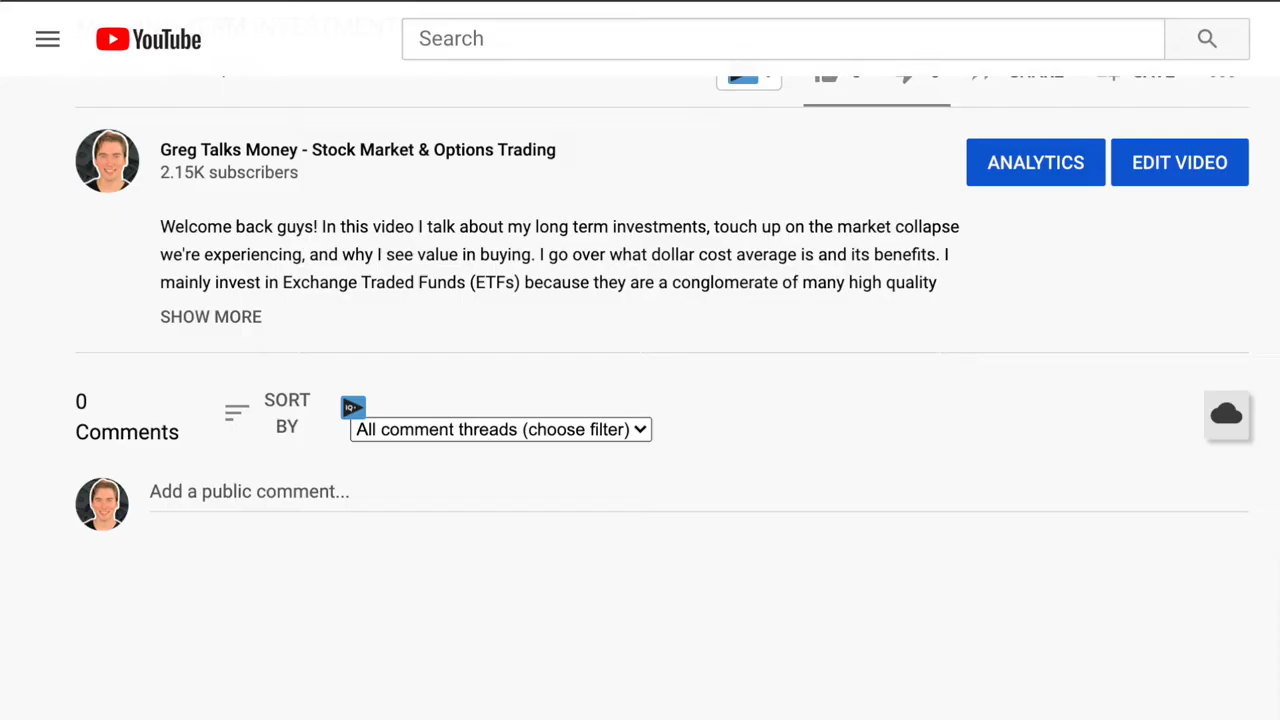 YouTube
Search
Greg Talks Money - Stock Market & Options Trading
2.15K subscribers
ANALYTICS
EDIT VIDEO
Welcome back guys! In this video I talk about my long term investments, touch up on the market collapse
we're experiencing, and why I see value in buying. I go over what dollar cost average is and its benefits. I
mainly invest in Exchange Traded Funds (ETFs) because they are a conglomerate of many high quality
SHOW MORE
0
Comments
SORT
BY
IQ
All comment threads (choose filter)
Add a public comment...